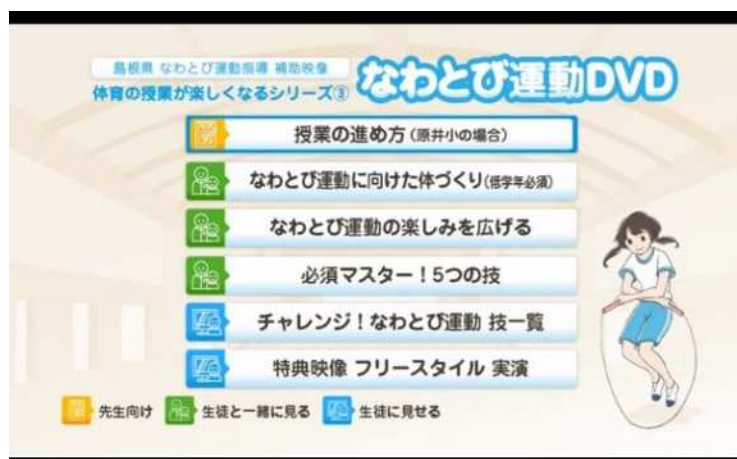 島根県 なわとび運動指導 補助映像
体育の授業が楽しくなるシリーズ③
なわとび運動DVD
授業の進め方(原井小の場合)
なわとび運動に向けた体づくり(低学年必須)
なわとび運動の楽しみを広げる
必須マスター!5つの技
チャレンジ!なわとび運動 技一覧
特典映像 フリースタイル 実演
先生向け 生徒と一緒に見る 生徒に見せる